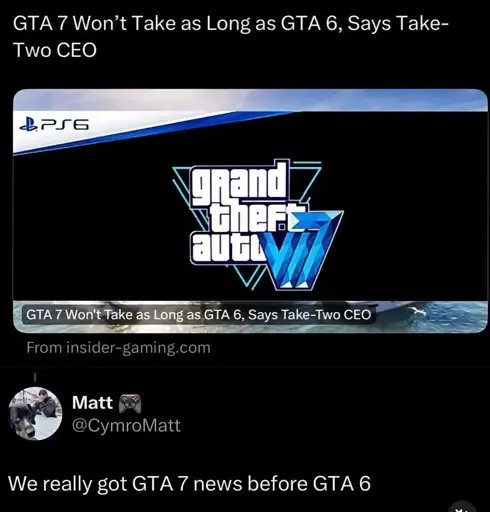 GTA 7 Won’t Take as Long as GTA 6, Says Take-
Two CEO
PS6
grand
theft
auto VII
GTA 7 Won't Take as Long as GTA 6, Says Take-Two CEO
From insider-gaming.com
Matt 🎮
@CymroMatt
We really got GTA 7 news before GTA 6